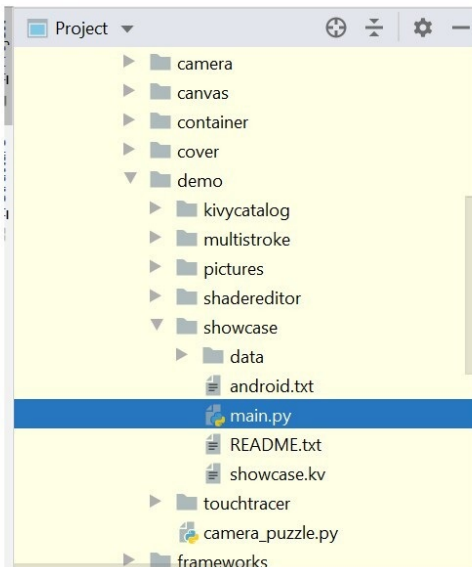 Project
camera
canvas
container
cover
demo
kivycatalog
multistroke
pictures
shadereditor
showcase
data
android.txt
main.py
README.txt
showcase.kv
touchtracer
camera_puzzle.py
frameworks